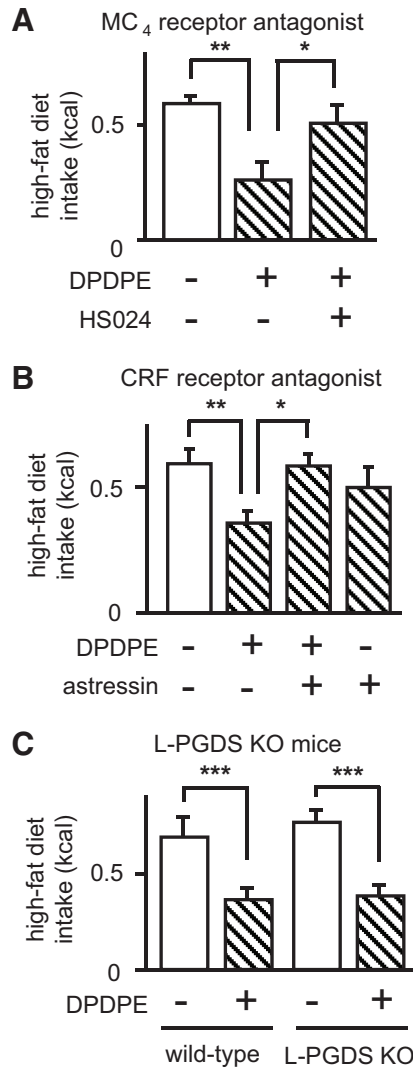 A
MC4 receptor antagonist
** *
high-fat diet
intake (kcal)
0.5
0
DPDPE - + +
HS024 - - +
B
CRF receptor antagonist
** *
high-fat diet
intake (kcal)
0.5
0
DPDPE - + + -
astressin - - + +
C
L-PGDS KO mice
*** ***
high-fat diet
intake (kcal)
0.5
0
DPDPE - + - +
wild-type L-PGDS KO